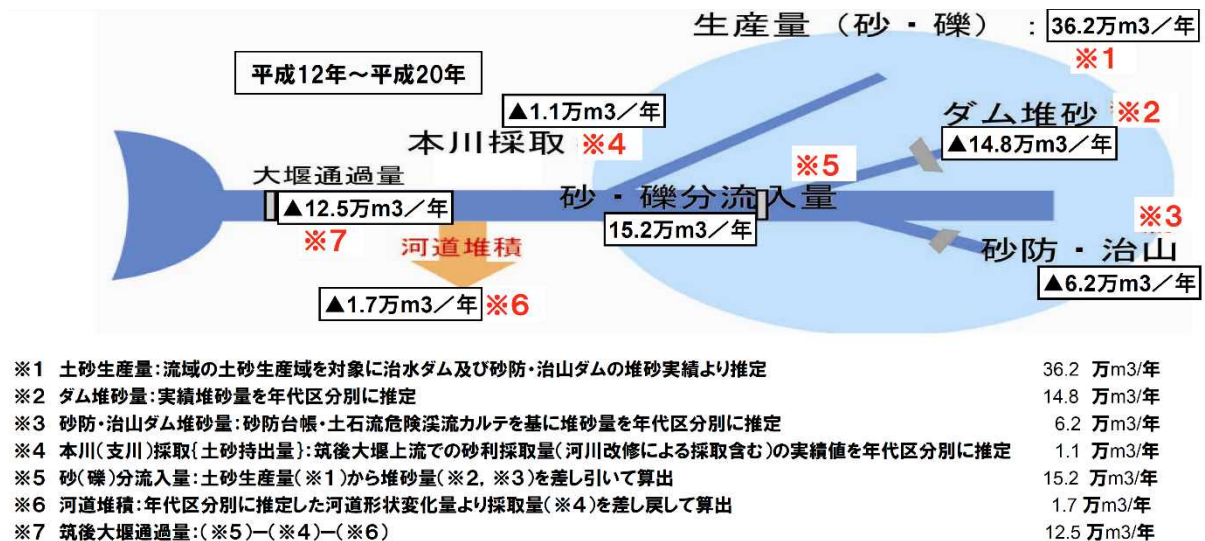 生産量（砂・礫）：36.2万m3／年
※1
平成12年～平成20年
▲1.1万m3／年
本川採取 ※4
ダム堆砂 ※2
▲14.8万m3／年
※5
大堰通過量
▲12.5万m3／年
※7
砂・礫分流入量
15.2万m3／年
※3
河道堆積
砂防・治山
▲6.2万m3／年
▲1.7万m3／年 ※6
※1 土砂生産量：流域の土砂生産域を対象に治水ダム及び砂防・治山ダムの堆砂実績より推定 36.2 万m3/年
※2 ダム堆砂量：実績堆砂量を年代区分別に推定 14.8 万m3/年
※3 砂防・治山ダム堆砂量：砂防台帳・土石流危険渓流カルテを基に堆砂量を年代区分別に推定 6.2 万m3/年
※4 本川（支川）採取{土砂持出量}：筑後大堰上流での砂利採取量（河川改修による採取含む）の実績値を年代区分別に推定 1.1 万m3/年
※5 砂（礫）分流入量：土砂生産量（※1）から堆砂量（※2，※3）を差し引いて算出 15.2 万m3/年
※6 河道堆積：年代区分別に推定した河道形状変化量より採取量（※4）を差し戻して算出 1.7 万m3/年
※7 筑後大堰通過量：（※5）－（※4）－（※6） 12.5 万m3/年